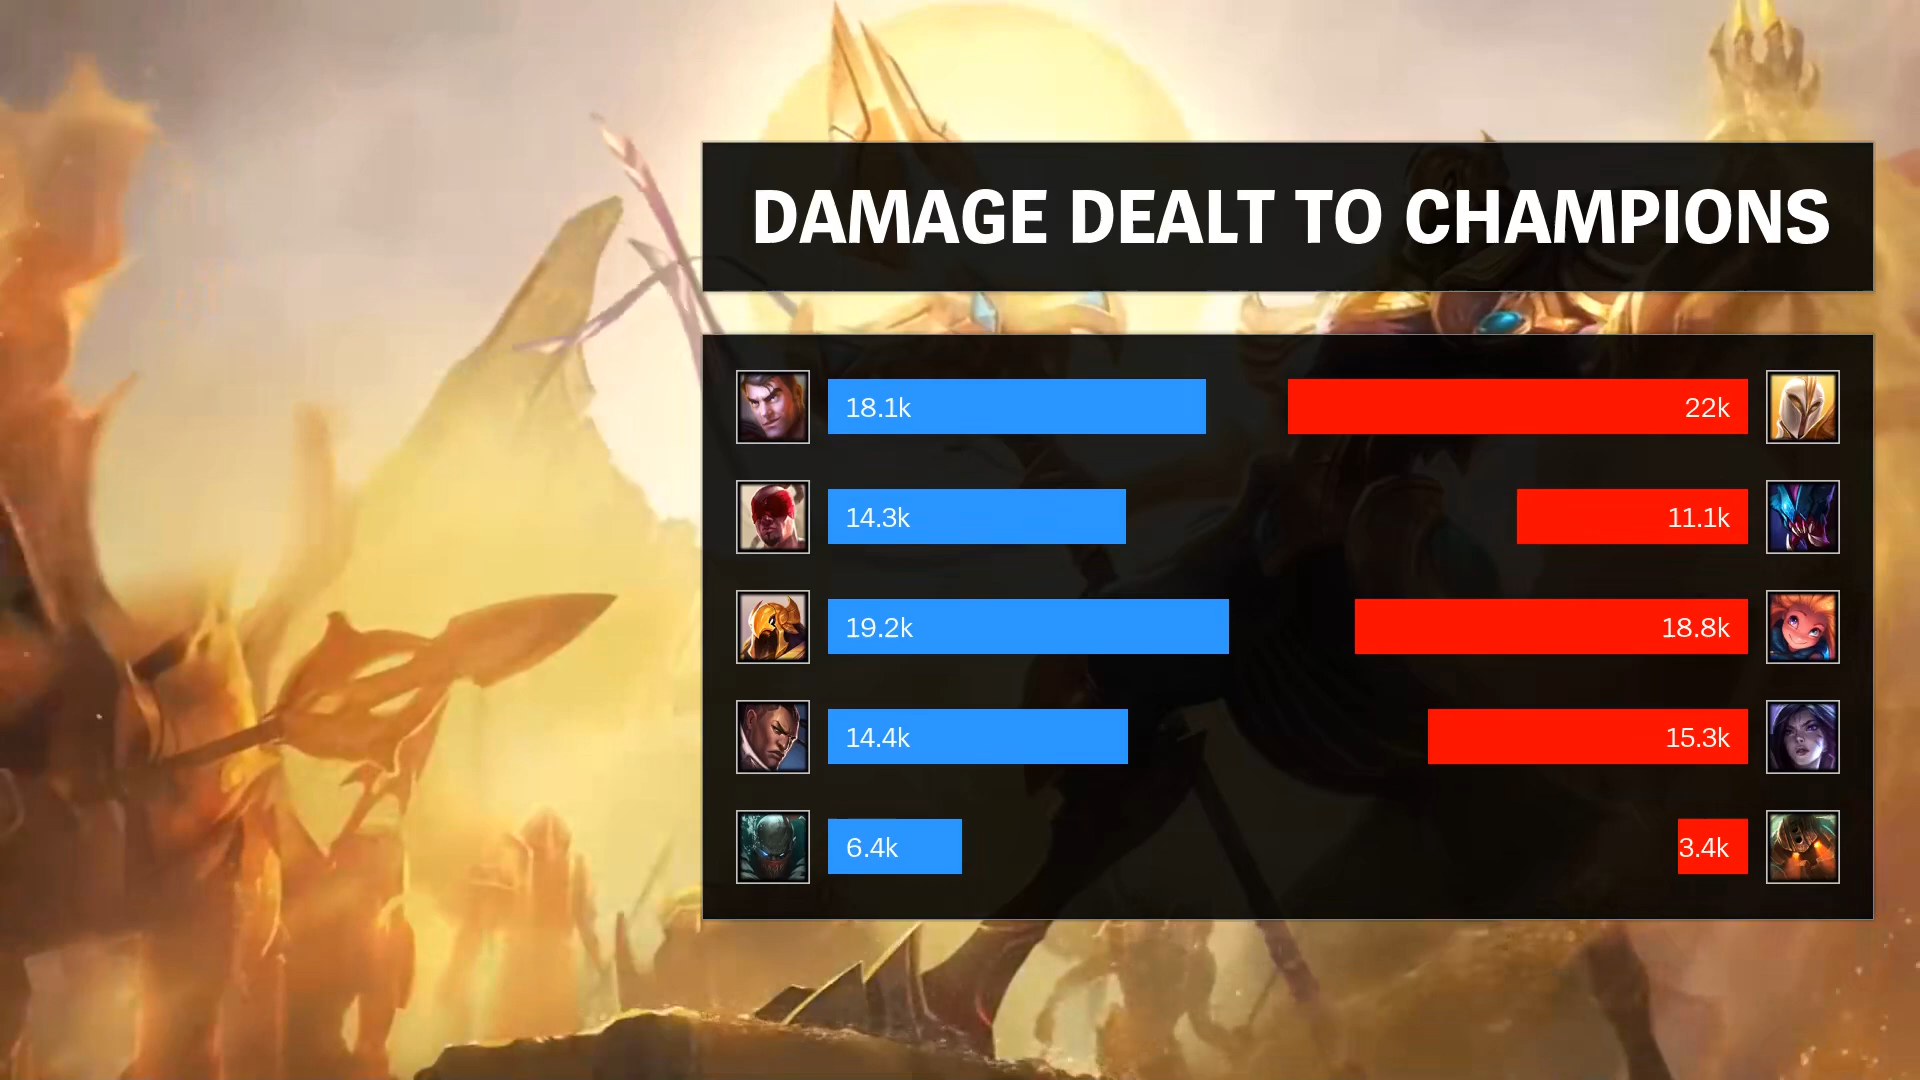 DAMAGE DEALT TO CHAMPIONS
18.1k 22k
14.3k 11.1k
19.2k 18.8k
14.4k 15.3k
6.4k 3.4k